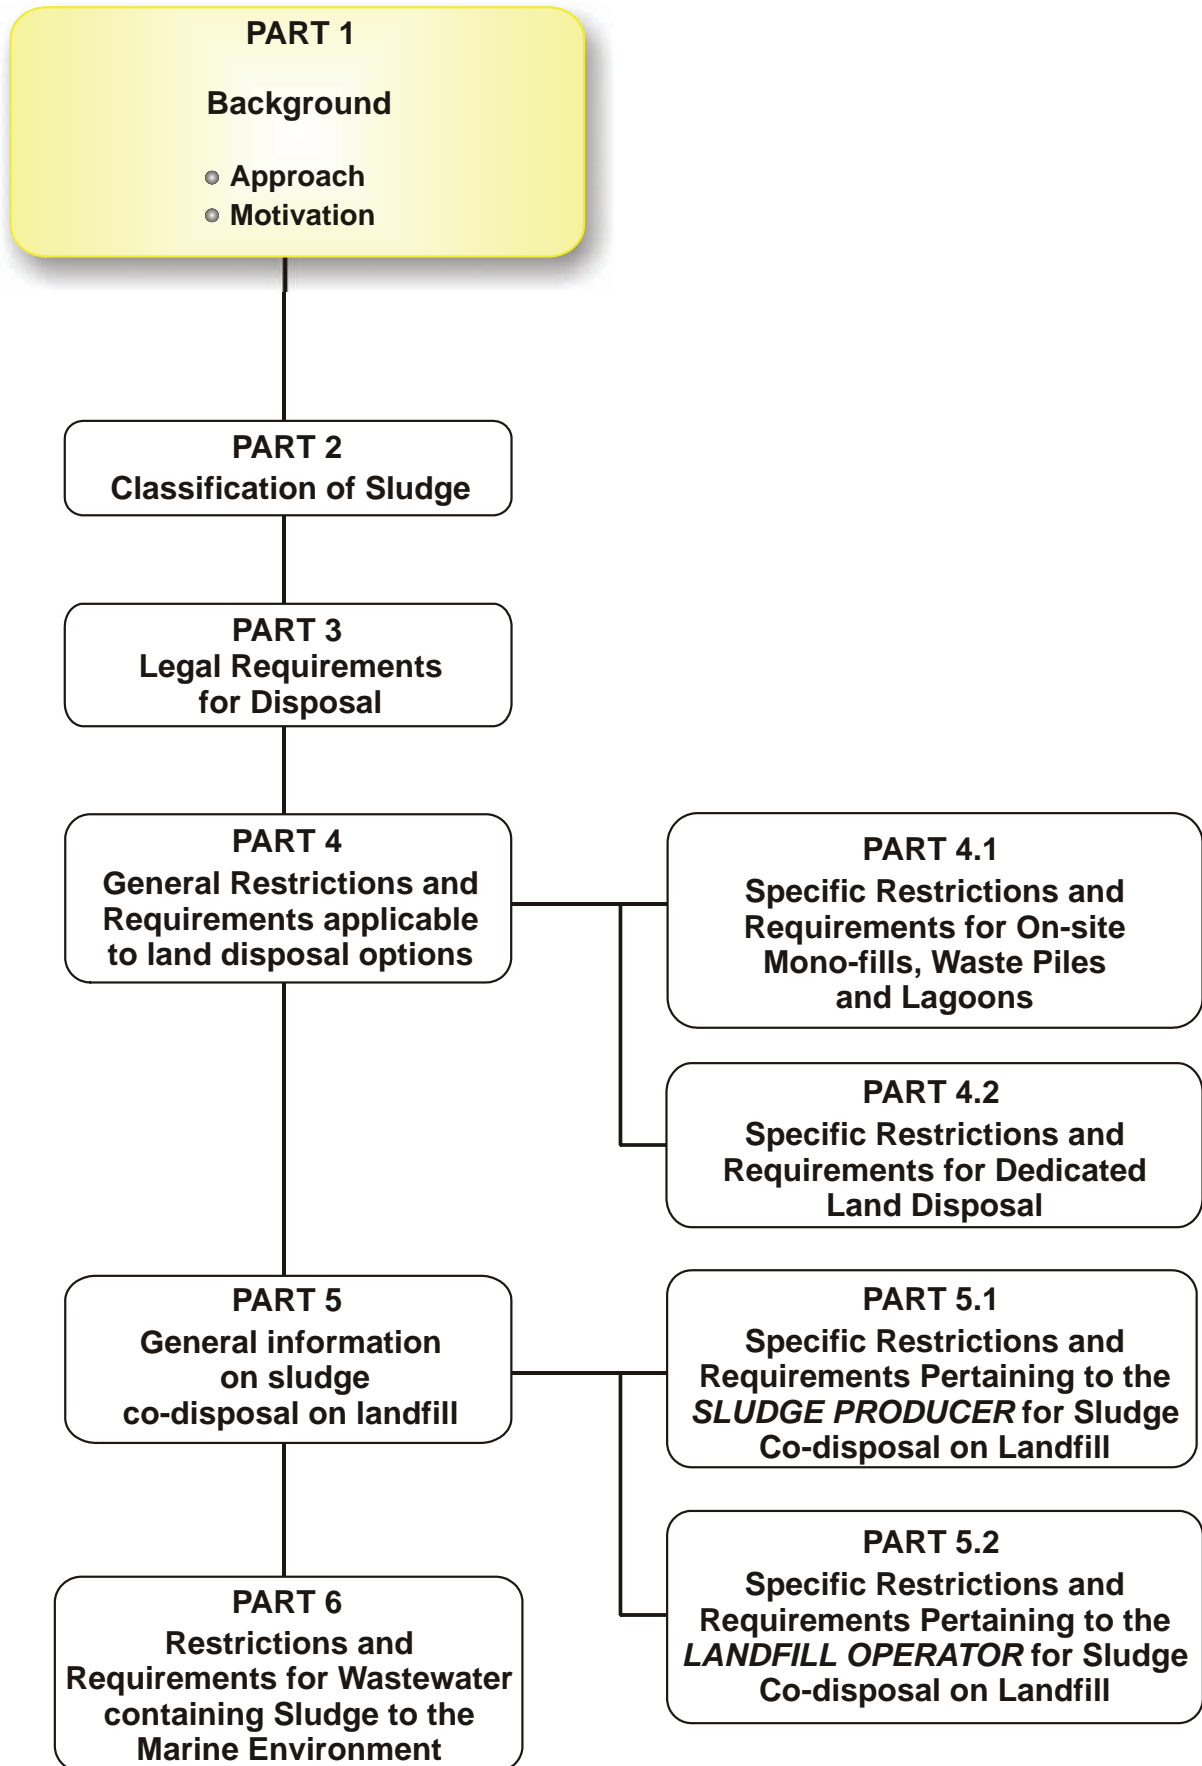 PART 1
Background
Approach
Motivation
PART 2
Classification of Sludge
PART 3
Legal Requirements
for Disposal
PART 4
General Restrictions and
Requirements applicable
to land disposal options
PART 4.1
Specific Restrictions and
Requirements for On-site
Mono-fills, Waste Piles
and Lagoons
PART 4.2
Specific Restrictions and
Requirements for Dedicated
Land Disposal
PART 5
General information
on sludge
co-disposal on landfill
PART 5.1
Specific Restrictions and
Requirements Pertaining to the
SLUDGE PRODUCER for Sludge
Co-disposal on Landfill
PART 5.2
Specific Restrictions and
Requirements Pertaining to the
LANDFILL OPERATOR for Sludge
Co-disposal on Landfill
PART 6
Restrictions and
Requirements for Wastewater
containing Sludge to the
Marine Environment